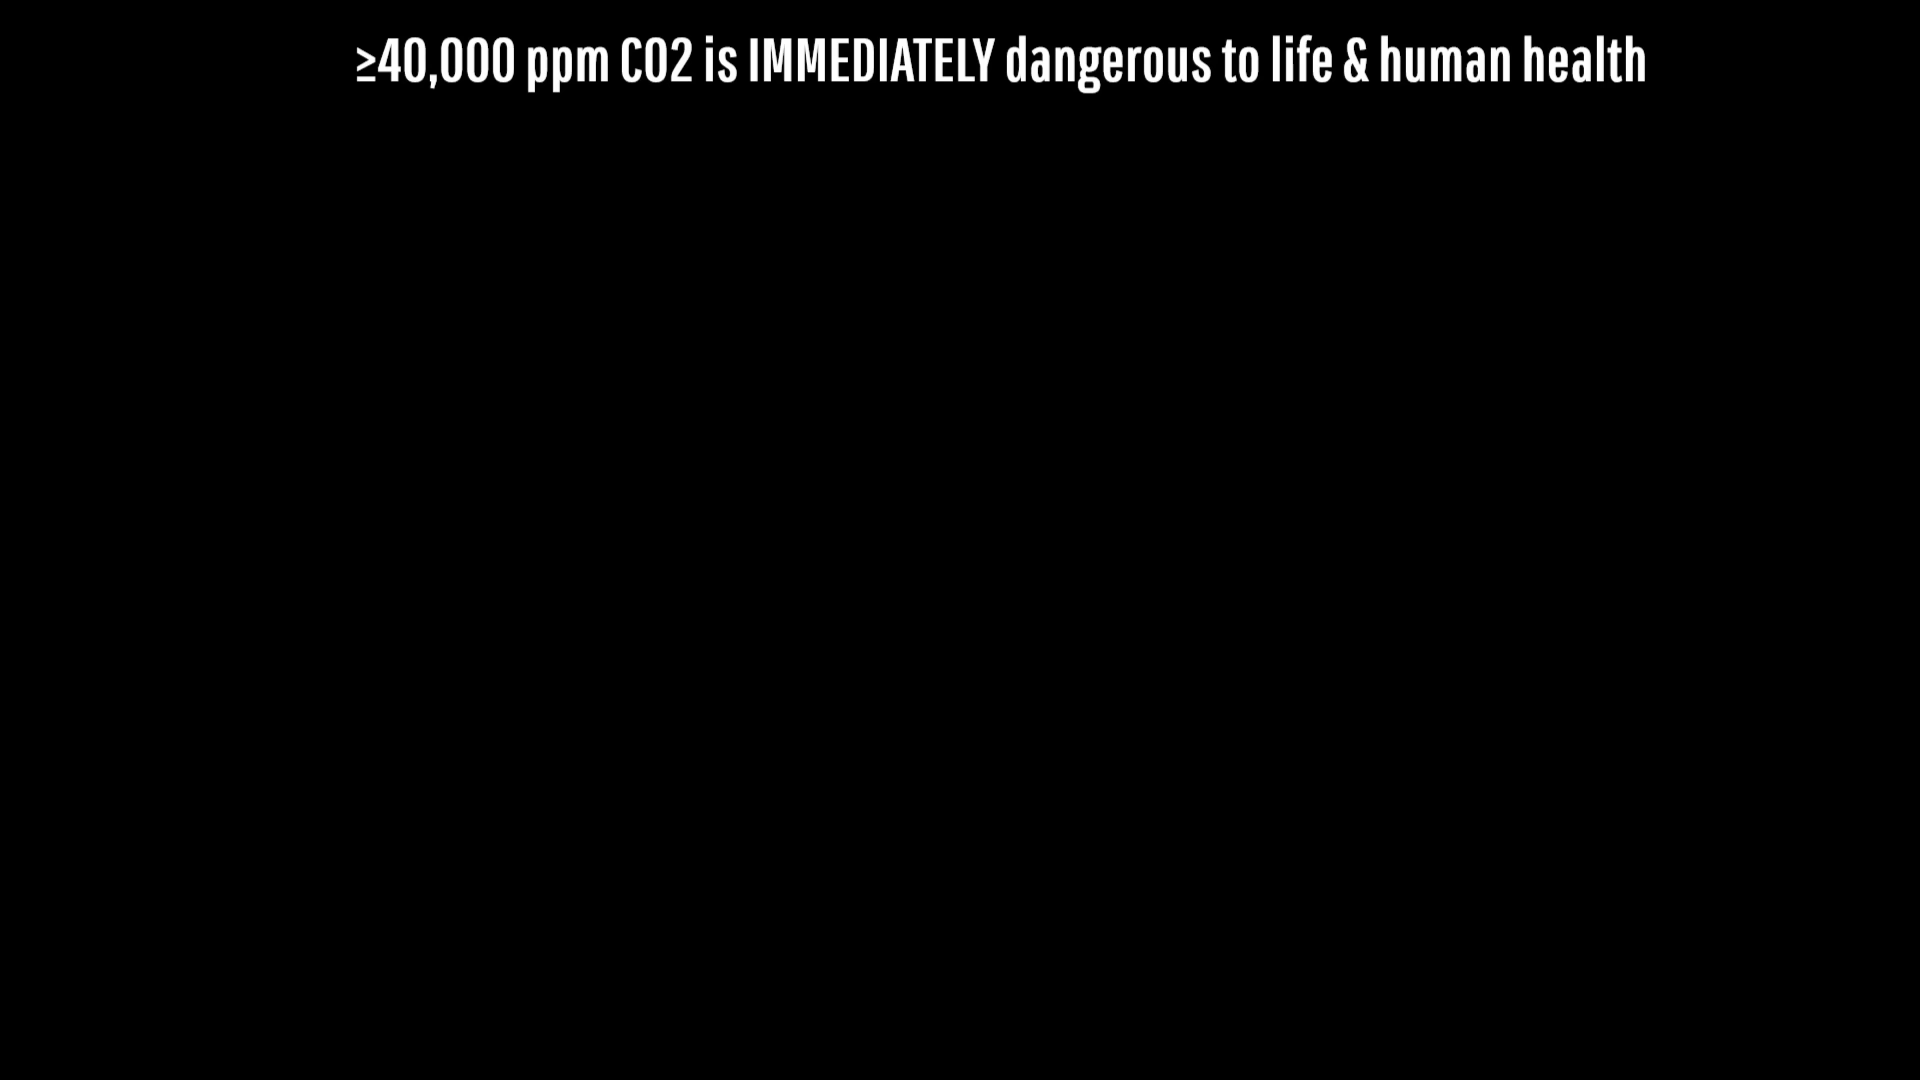 ≥40,000 ppm CO2 is IMMEDIATELY dangerous to life & human health